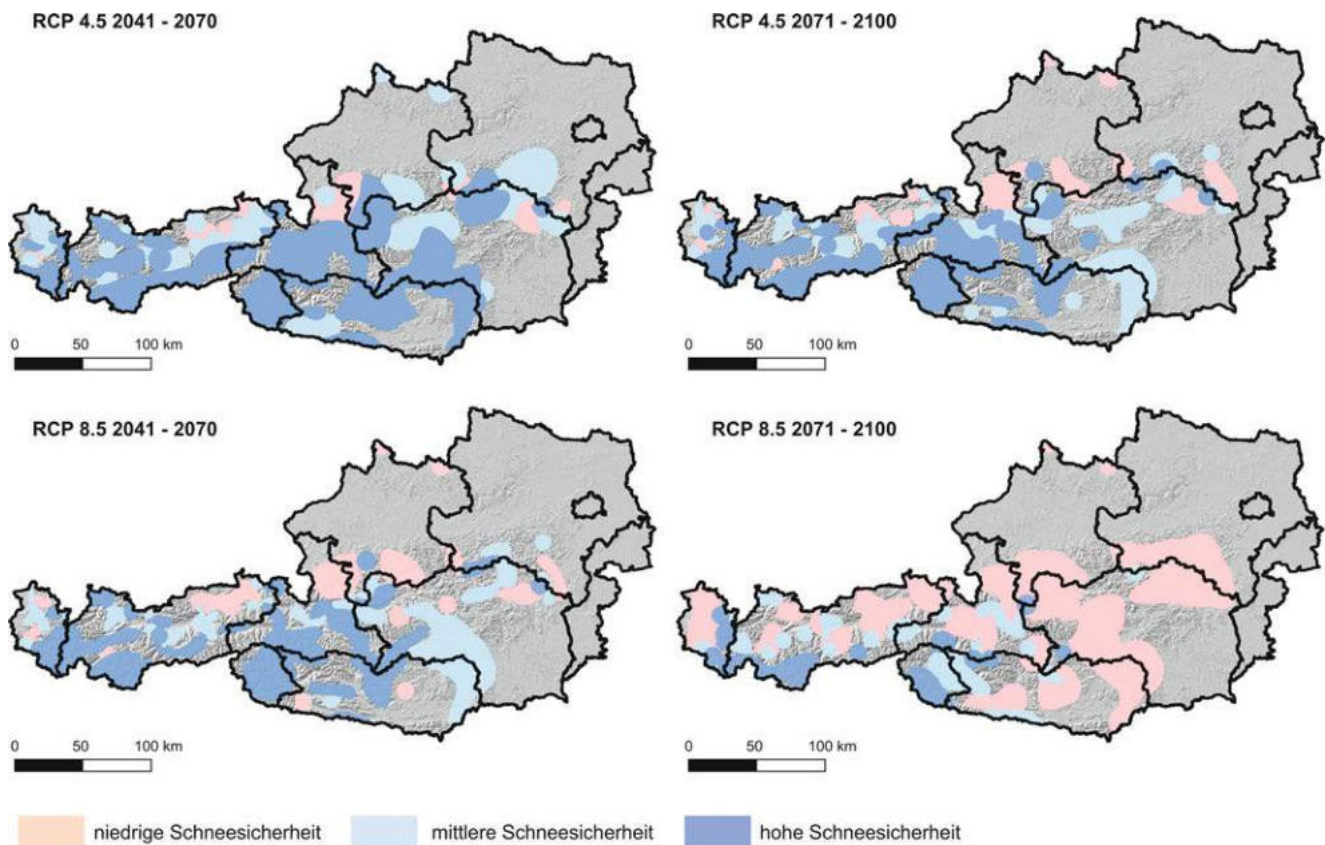 RCP 4.5 2041 - 2070
RCP 4.5 2071 - 2100
0 50 100 km
0 50 100 km
RCP 8.5 2041 - 2070
RCP 8.5 2071 - 2100
0 50 100 km
0 50 100 km
niedrige Schneesicherheit
mittlere Schneesicherheit
hohe Schneesicherheit